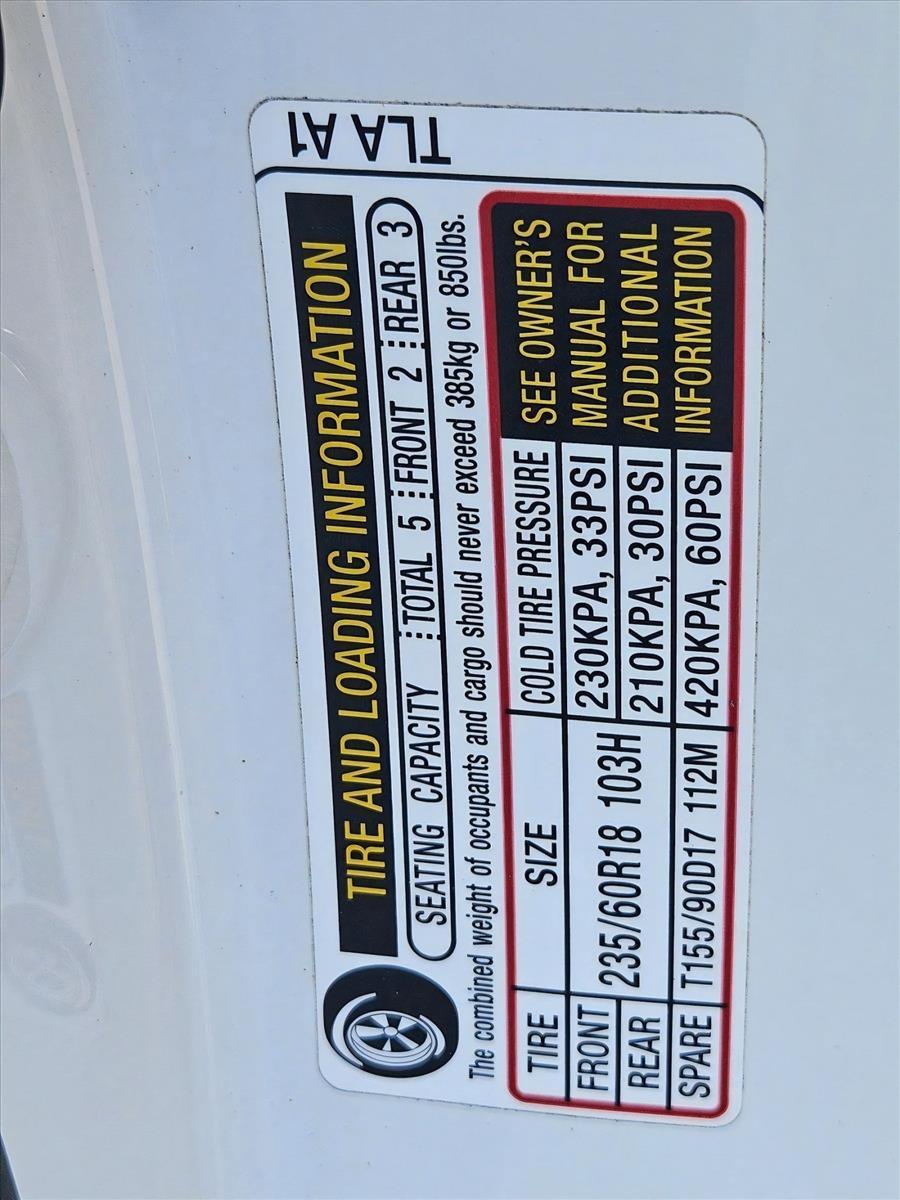 TIRE AND LOADING INFORMATION
SEATING CAPACITY TOTAL 5 FRONT 2 REAR 3
The combined weight of occupants and cargo should never exceed 385kg or 850lbs.
TIRE SIZE COLD TIRE PRESSURE
FRONT 235/60R18 103H 230KPA, 33PSI
REAR 210KPA, 30PSI
SPARE T155/90D17 112M 420KPA, 60PSI
SEE OWNER'S
MANUAL FOR
ADDITIONAL
INFORMATION
TLA A1